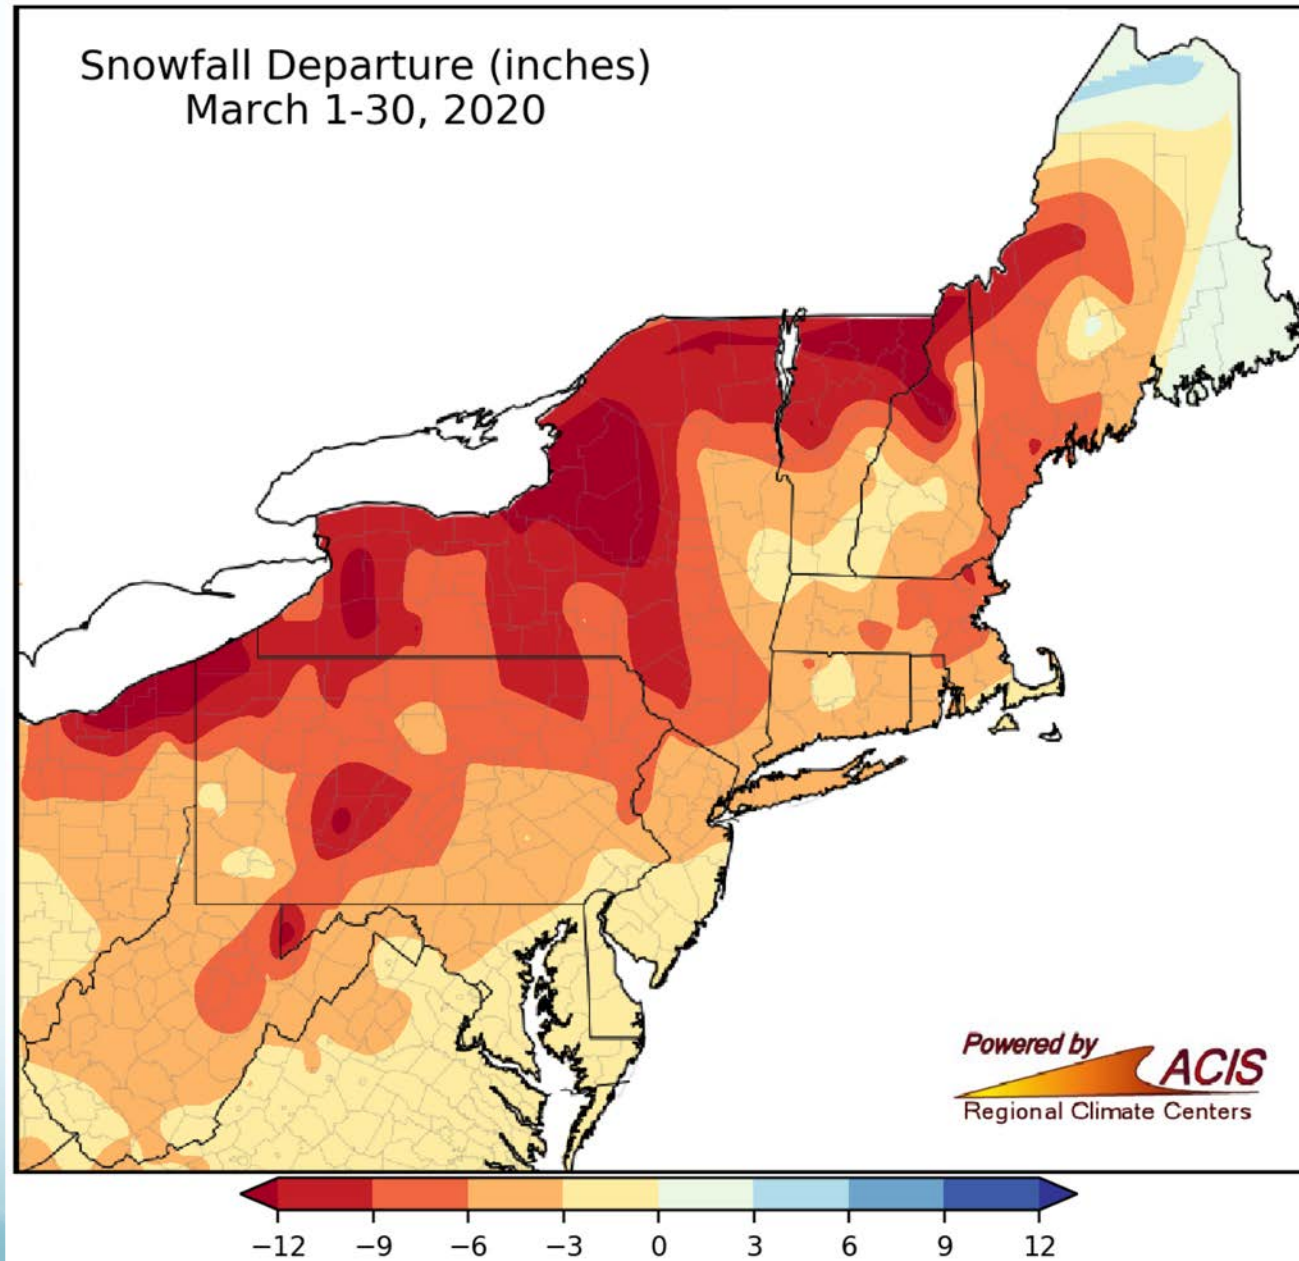 Snowfall Departure (inches)
March 1-30, 2020
Powered by
ACIS
Regional Climate Centers
−12 −9 −6 −3 0 3 6 9 12